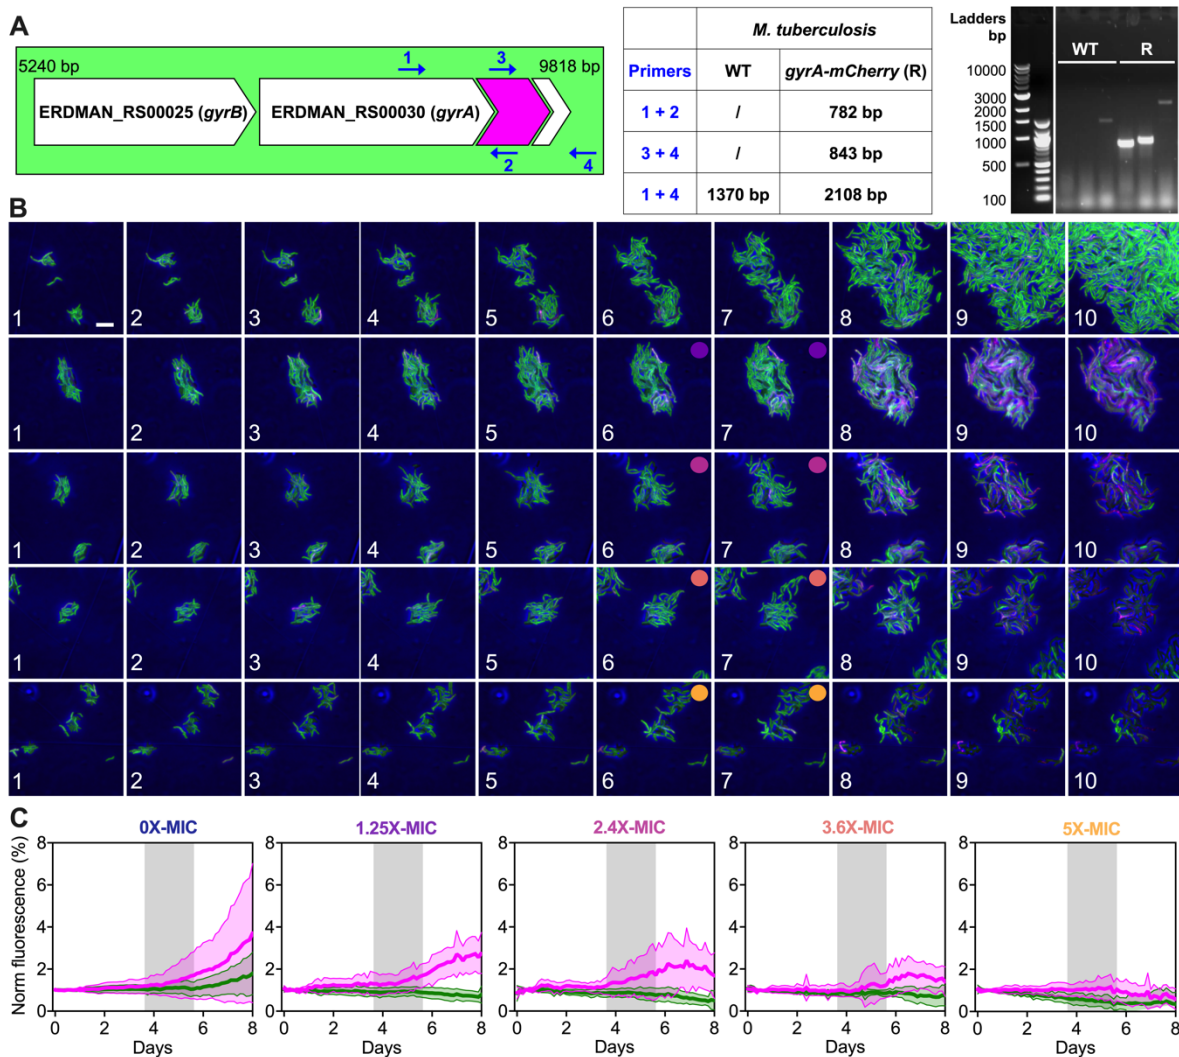 A
5240 bp
9818 bp
1
3
ERDMAN_RS00025 (gyrB)
ERDMAN_RS00030 (gyrA)
2
4
M. tuberculosis
Primers
WT
gyrA-mCherry (R)
1 + 2
/
782 bp
3 + 4
/
843 bp
1 + 4
1370 bp
2108 bp
Ladders
bp
WT
R
10000
3000
2000
1500
1000
500
100
B
1 2 3 4 5 6 7 8 9 10
1 2 3 4 5 6 7 8 9 10
1 2 3 4 5 6 7 8 9 10
1 2 3 4 5 6 7 8 9 10
1 2 3 4 5 6 7 8 9 10
C
0X-MIC
1.25X-MIC
2.4X-MIC
3.6X-MIC
5X-MIC
Norm fluorescence (%)
8 8 8 8 8
6 6 6 6 6
4 4 4 4 4
2 2 2 2 2
0 0 0 0 0
0 2 4 6 8 0 2 4 6 8 0 2 4 6 8 0 2 4 6 8 0 2 4 6 8
Days Days Days Days Days